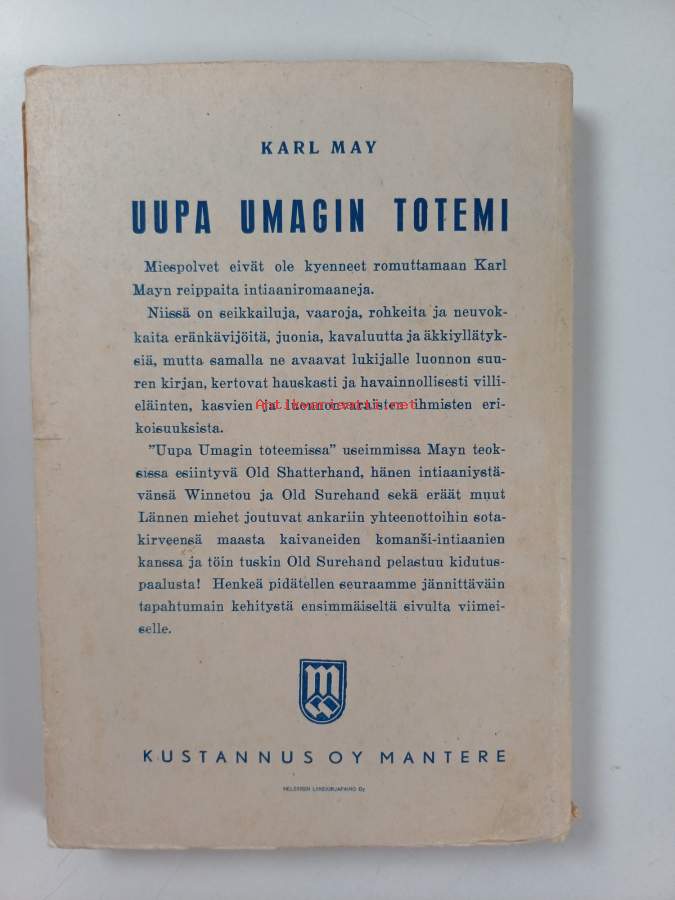 KARL MAY
UUPA UMAGIN TOTEMI
Miespolvet eivät ole kyenneet romuttamaan Karl
Mayn reippaita intiaaniromaaneja.
Niissä on seikkailuja, vaaroja, rohkeita ja neuvok-
kaita eränkävijöitä, juonia, kavaluutta ja äkkiyllätyk-
siä, mutta samalla ne avaavat lukijalle luonnon suu-
ren kirjan, kertovat hauskasti ja havainnollisesti villi-
eläinten, kasvien ja luonnonvaraisten ihmisten eri-
koisuuksista.
Antikvariaatit.net
"Uupa Umagin toteemissa" useimmissa Mayn teok-
sissa esiintyvä Old Shatterhand, hänen intiaaniystä-
vänsä Winnetou ja Old Surehand sekä eräät muut
Lännen miehet joutuvat ankariin yhteenottoihin sota-
kirveensä maasta kaivaneiden komanši-intiaanien
kanssa ja töin tuskin Old Surehand pelastuu kidutus-
paalusta! Henkeä pidätellen seuraamme jännittäväin
tapahtumain kehitystä ensimmäiseltä sivulta viimei-
selle.
KUSTANNUS OY MANTERE
HELSINGIN LIIKEKIRJAPAINO Oy